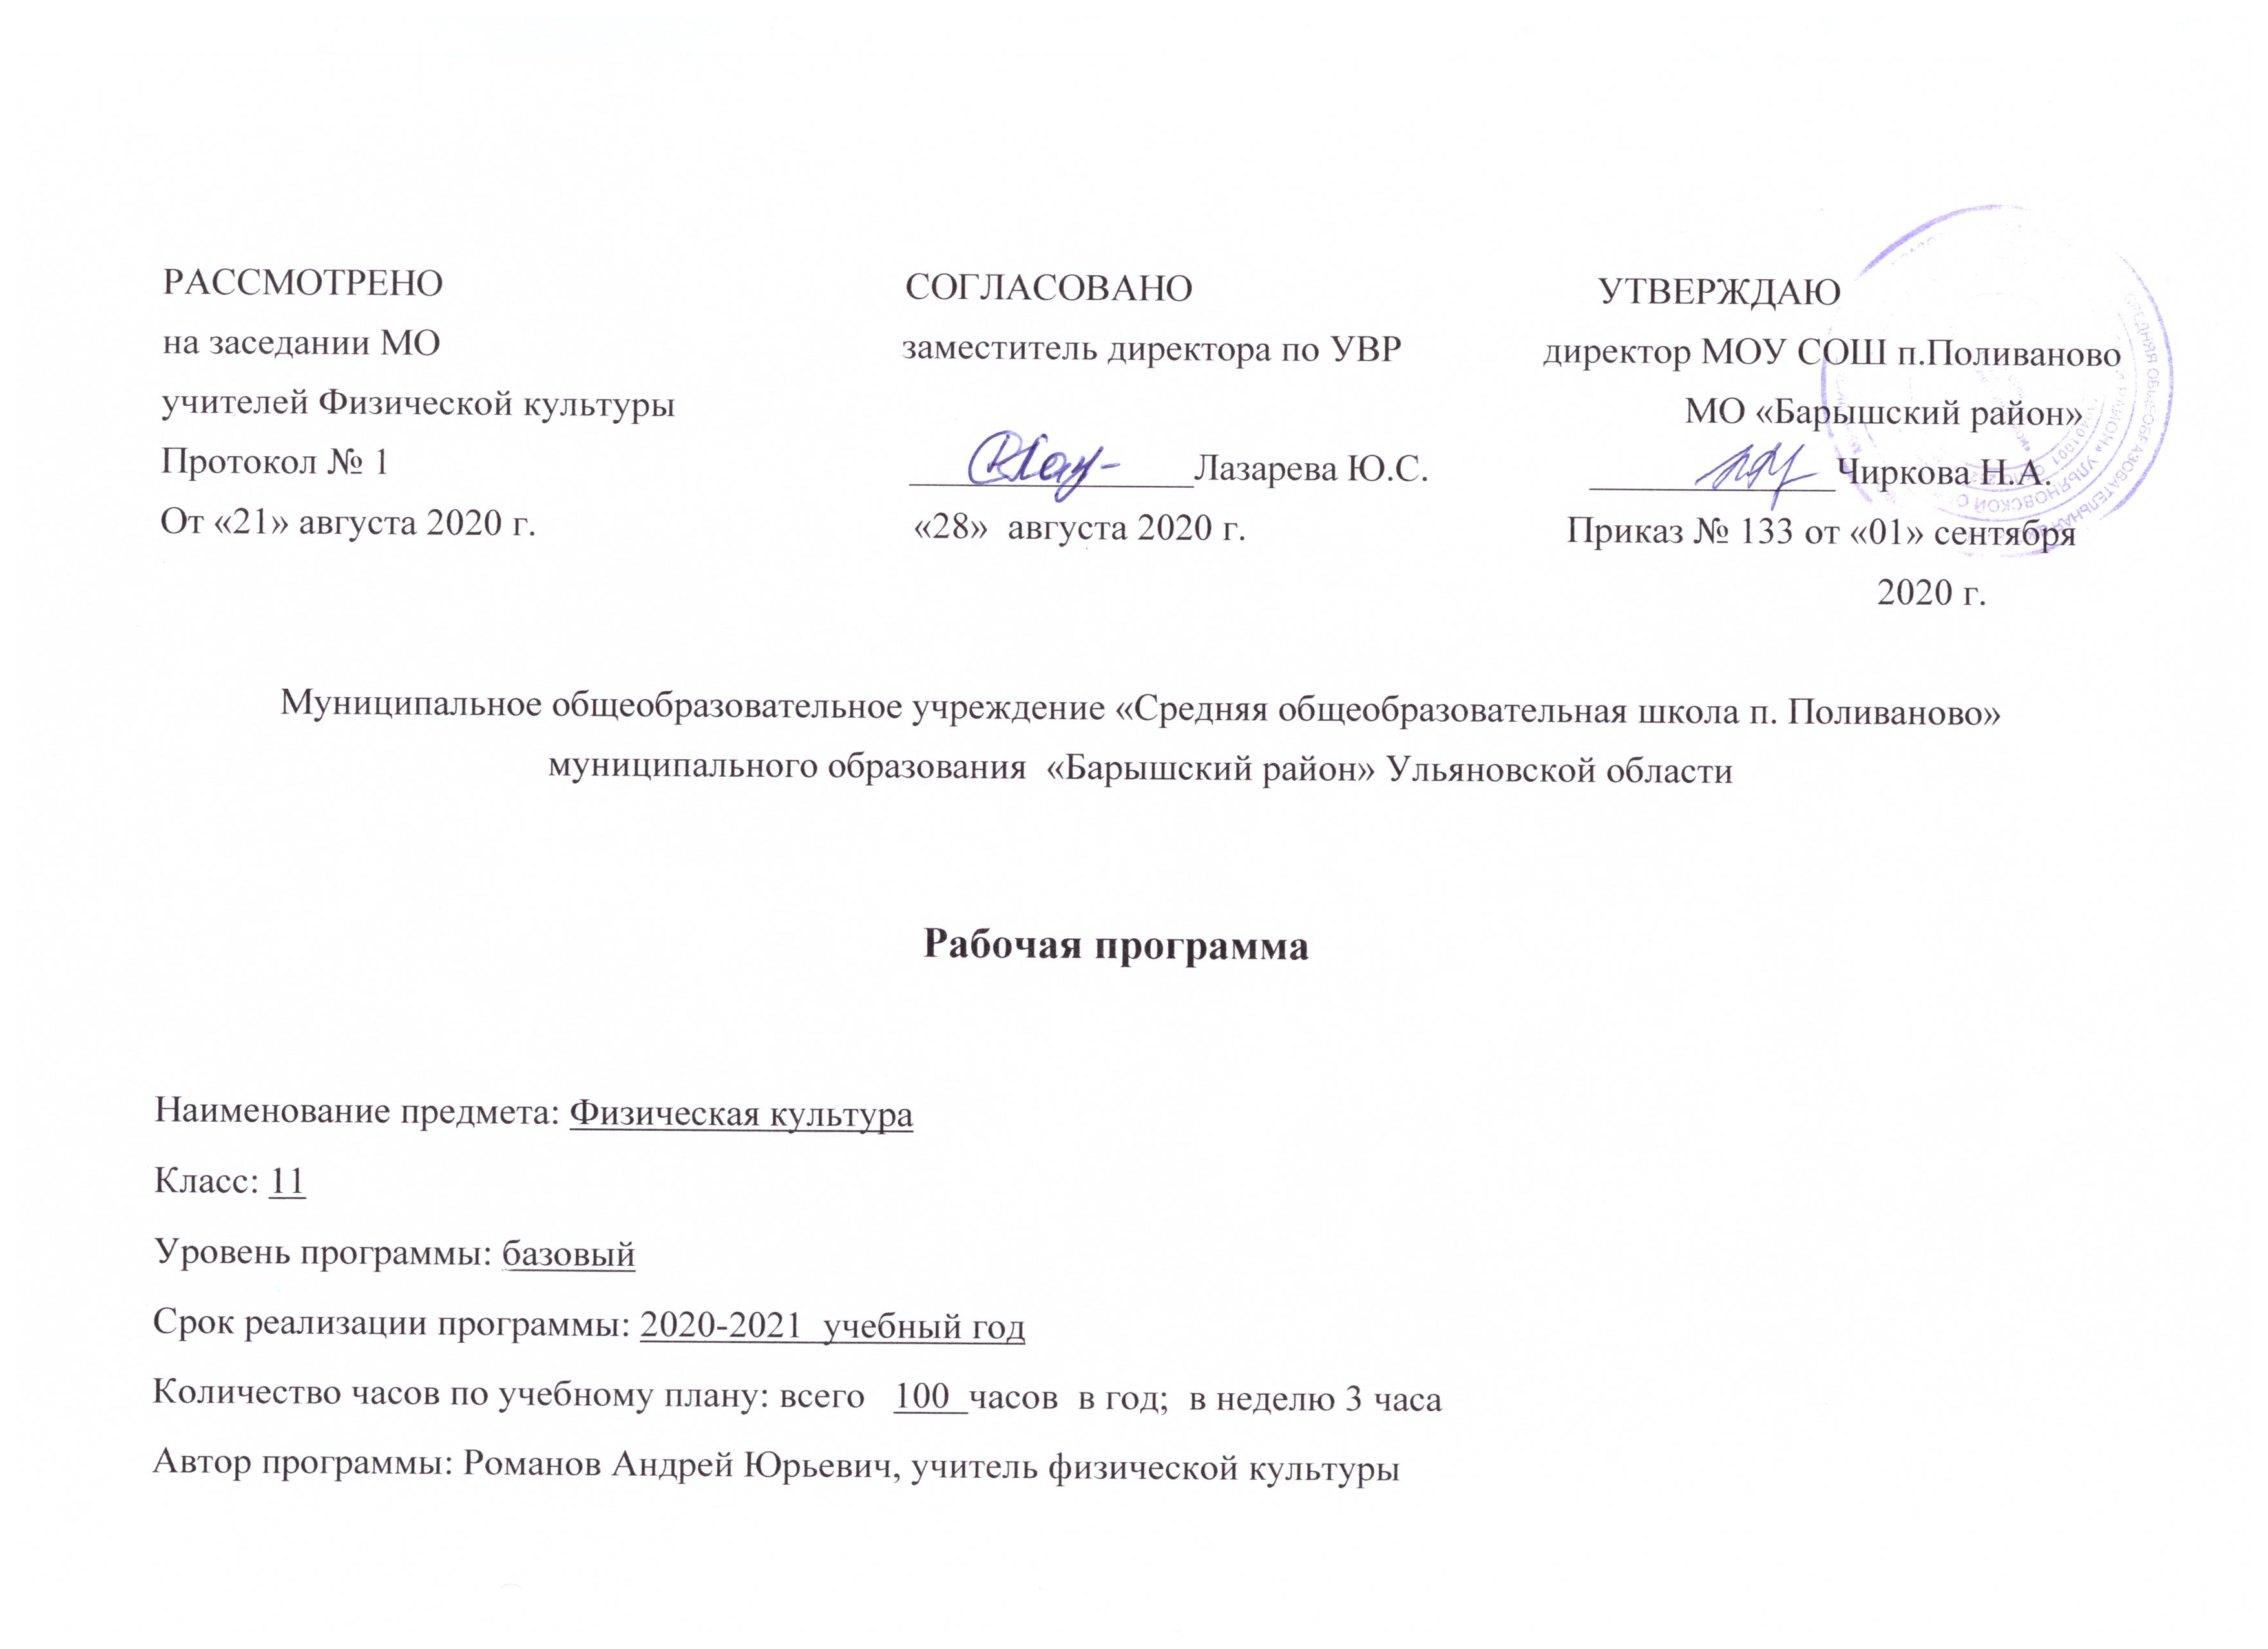 РАССМОТРЕНО
на заседании МО
учителей Физической культуры
Протокол № 1
От «21» августа 2020 г.
СОГЛАСОВАНО
заместитель директора по УВР
Лазарева Ю.С.
«28» августа 2020 г.
УТВЕРЖДАЮ
директор МОУ СОШ п.Поливаново
МО «Барышский район»
Чиркова Н.А.
Приказ № 133 от «01» сентября
2020 г.
Муниципальное общеобразовательное учреждение «Средняя общеобразовательная школа п. Поливаново»
муниципального образования «Барышский район» Ульяновской области
Рабочая программа
Наименование предмета: Физическая культура
Класс: 11
Уровень программы: базовый
Срок реализации программы: 2020-2021 учебный год
Количество часов по учебному плану: всего 100 часов в год; в неделю 3 часа
Автор программы: Романов Андрей Юрьевич, учитель физической культуры